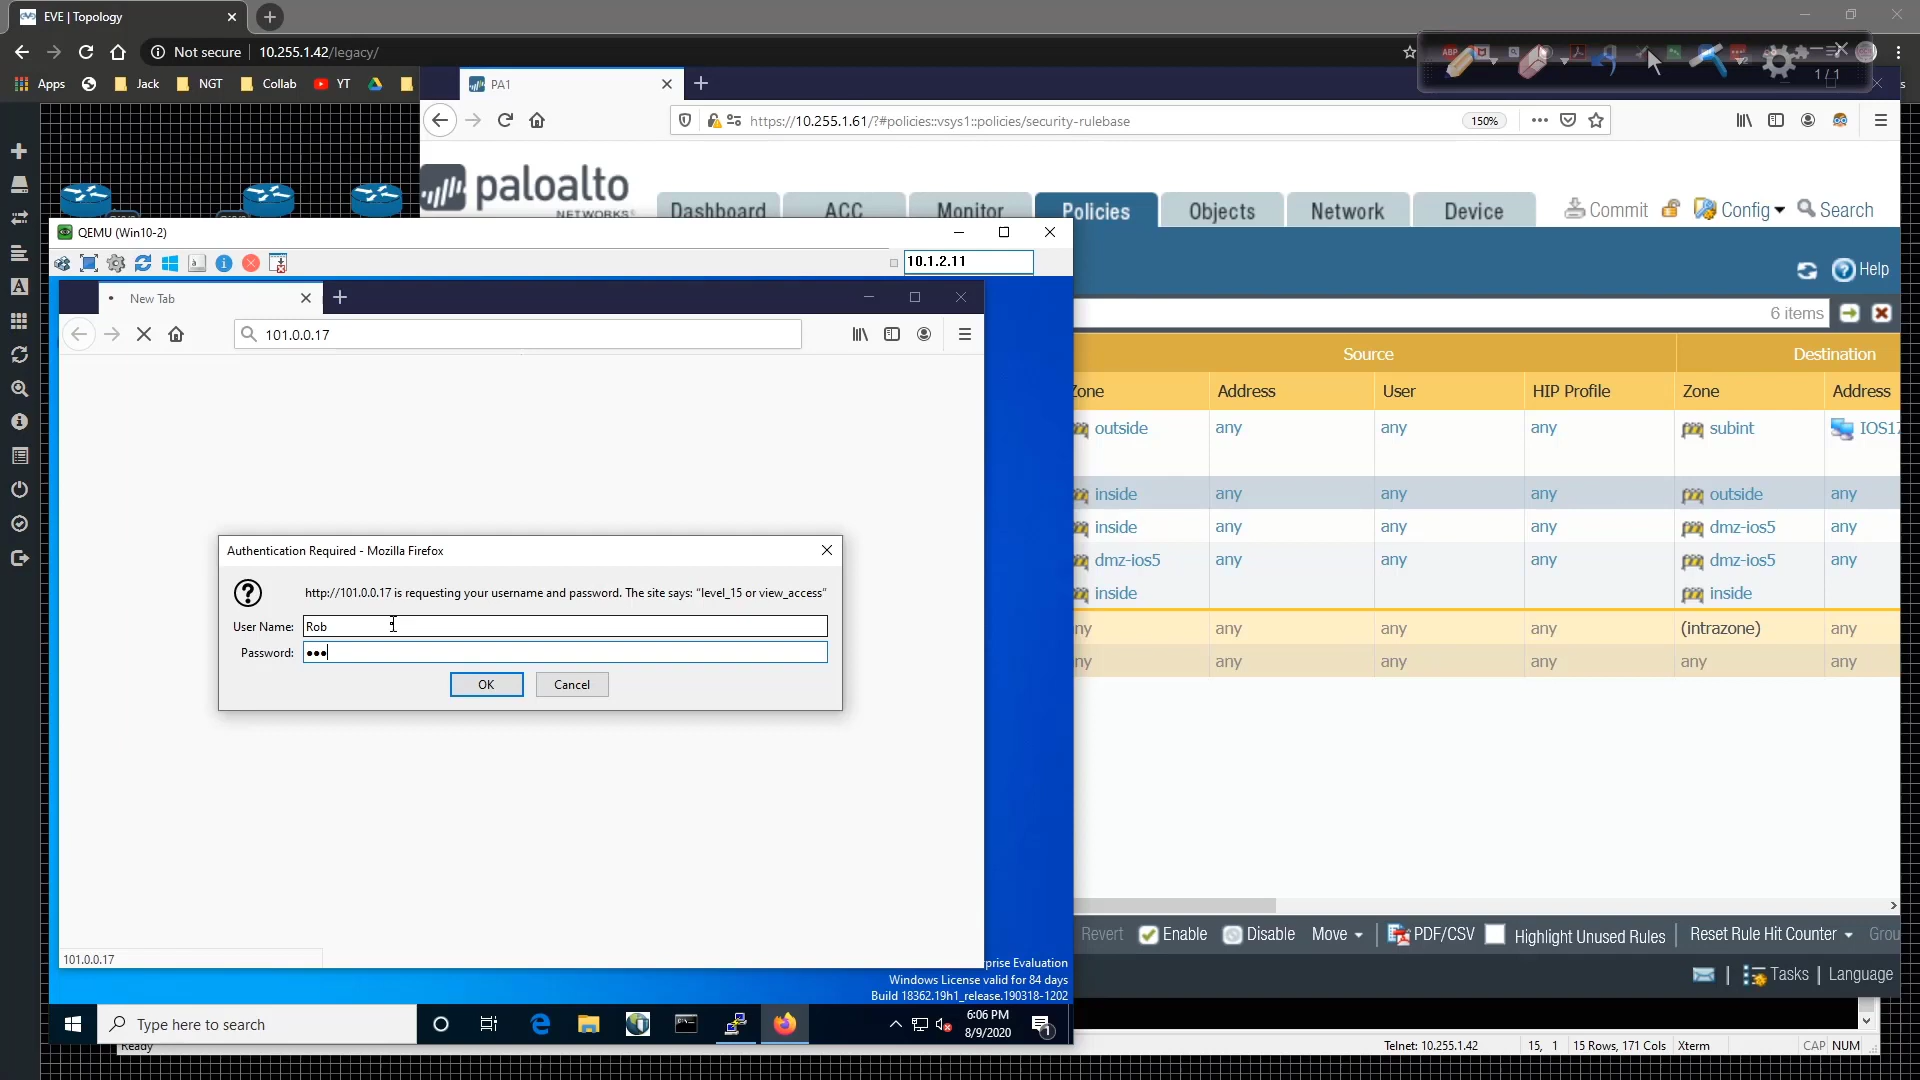 EVE | Topology
Not secure 10.255.1.42/legacy/
Apps Jack NGT Collab YT
PA1
1 / 1
https://10.255.1.61/?#policies::vsys1::policies/security-rulebase 150%
paloalto
NETWORKS
Dashboard ACC Monitor Policies Objects Network Device Commit Config Search
QEMU (Win10-2)
10.1.2.11
Help
New Tab
6 items
101.0.0.17
Source Destination
Zone Address User HIP Profile Zone Address
outside any any any subint
inside any any any outside any
inside any any any dmz-ios5 any
dmz-ios5 any any any dmz-ios5 any
inside inside
any any any (intrazone) any
any any any any any
Authentication Required - Mozilla Firefox
http://101.0.0.17 is requesting your username and password. The site says: "level_15 or view_access"
User Name: Rob
Password: •••
OK Cancel
Revert Enable Disable Move PDF/CSV Highlight Unused Rules Reset Rule Hit Counter
Tasks | Language
101.0.0.17
Windows License valid for 84 days
Build 18362.19h1_release.190318-1202
Type here to search
6:06 PM
8/9/2020
1
Ready Telnet: 10.255.1.42 15, 1 15 Rows, 171 Cols Xterm CAP NUM